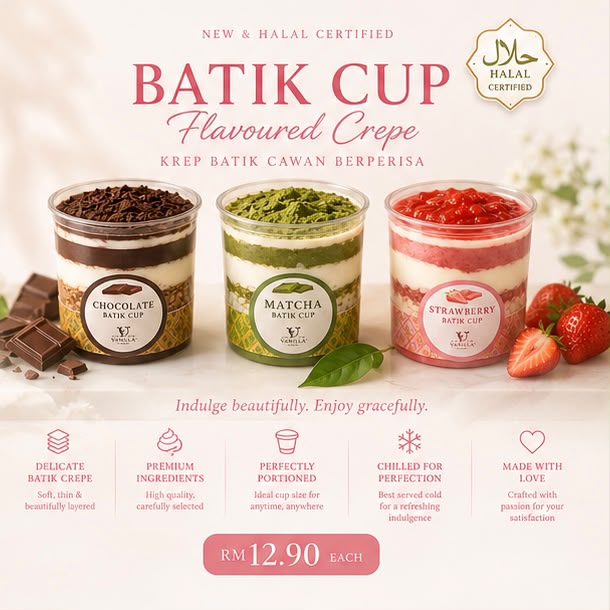 NEW & HALAL CERTIFIED
BATIK CUP
Flavoured Crepe
KREP BATIK CAWAN BERPERISA
حلال
HALAL
CERTIFIED
CHOCOLATE
BATIK CUP
VANILLA
MATCHA
BATIK CUP
VANILLA
STRAWBERRY
BATIK CUP
VANILLA
Indulge beautifully. Enjoy gracefully.
DELICATE
BATIK CREPE
Soft, thin &
beautifully layered
PREMIUM
INGREDIENTS
High quality,
carefully selected
PERFECTLY
PORTIONED
Ideal cup size for
anytime, anywhere
CHILLED FOR
PERFECTION
Best served cold
for a refreshing
indulgence
MADE WITH
LOVE
Crafted with
passion for your
satisfaction
RM 12.90 EACH